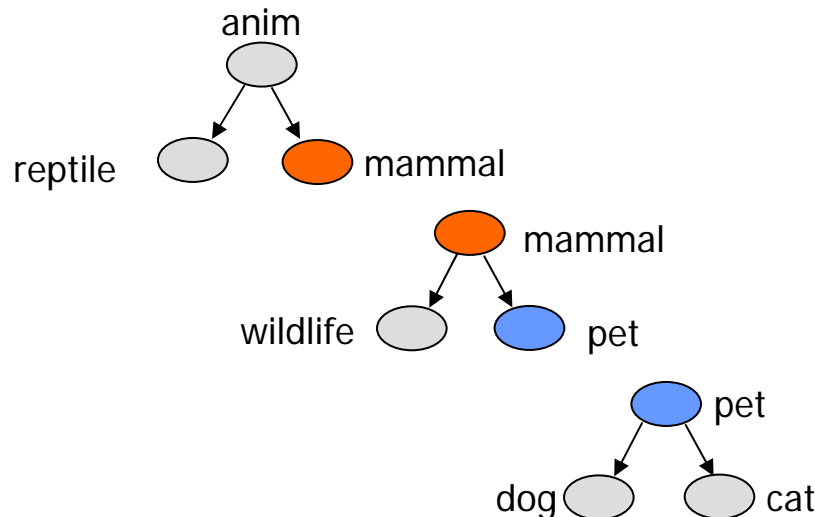 anim
reptile
mammal
mammal
wildlife
pet
pet
dog
cat